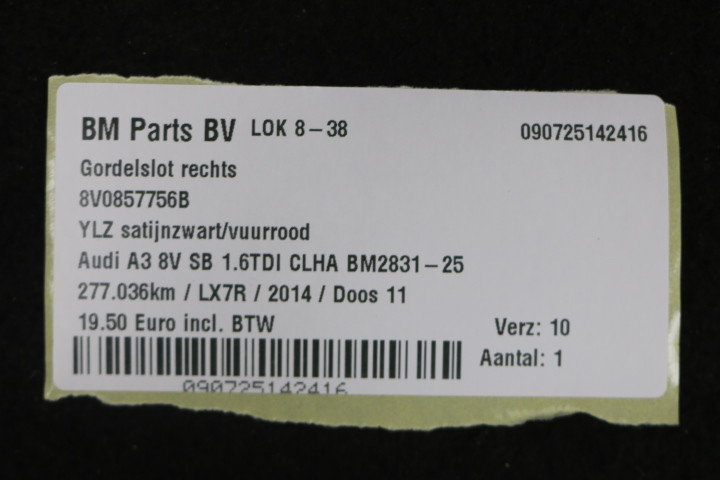 BM Parts BV LOK 8-38 090725142416
Gordelslot rechts
8V0857756B
YLZ satijnzwart/vuurrood
Audi A3 8V SB 1.6TDI CLHA BM2831-25
277.036km / LX7R / 2014 / Doos 11
19.50 Euro incl. BTW Verz: 10
Aantal: 1
090725142416